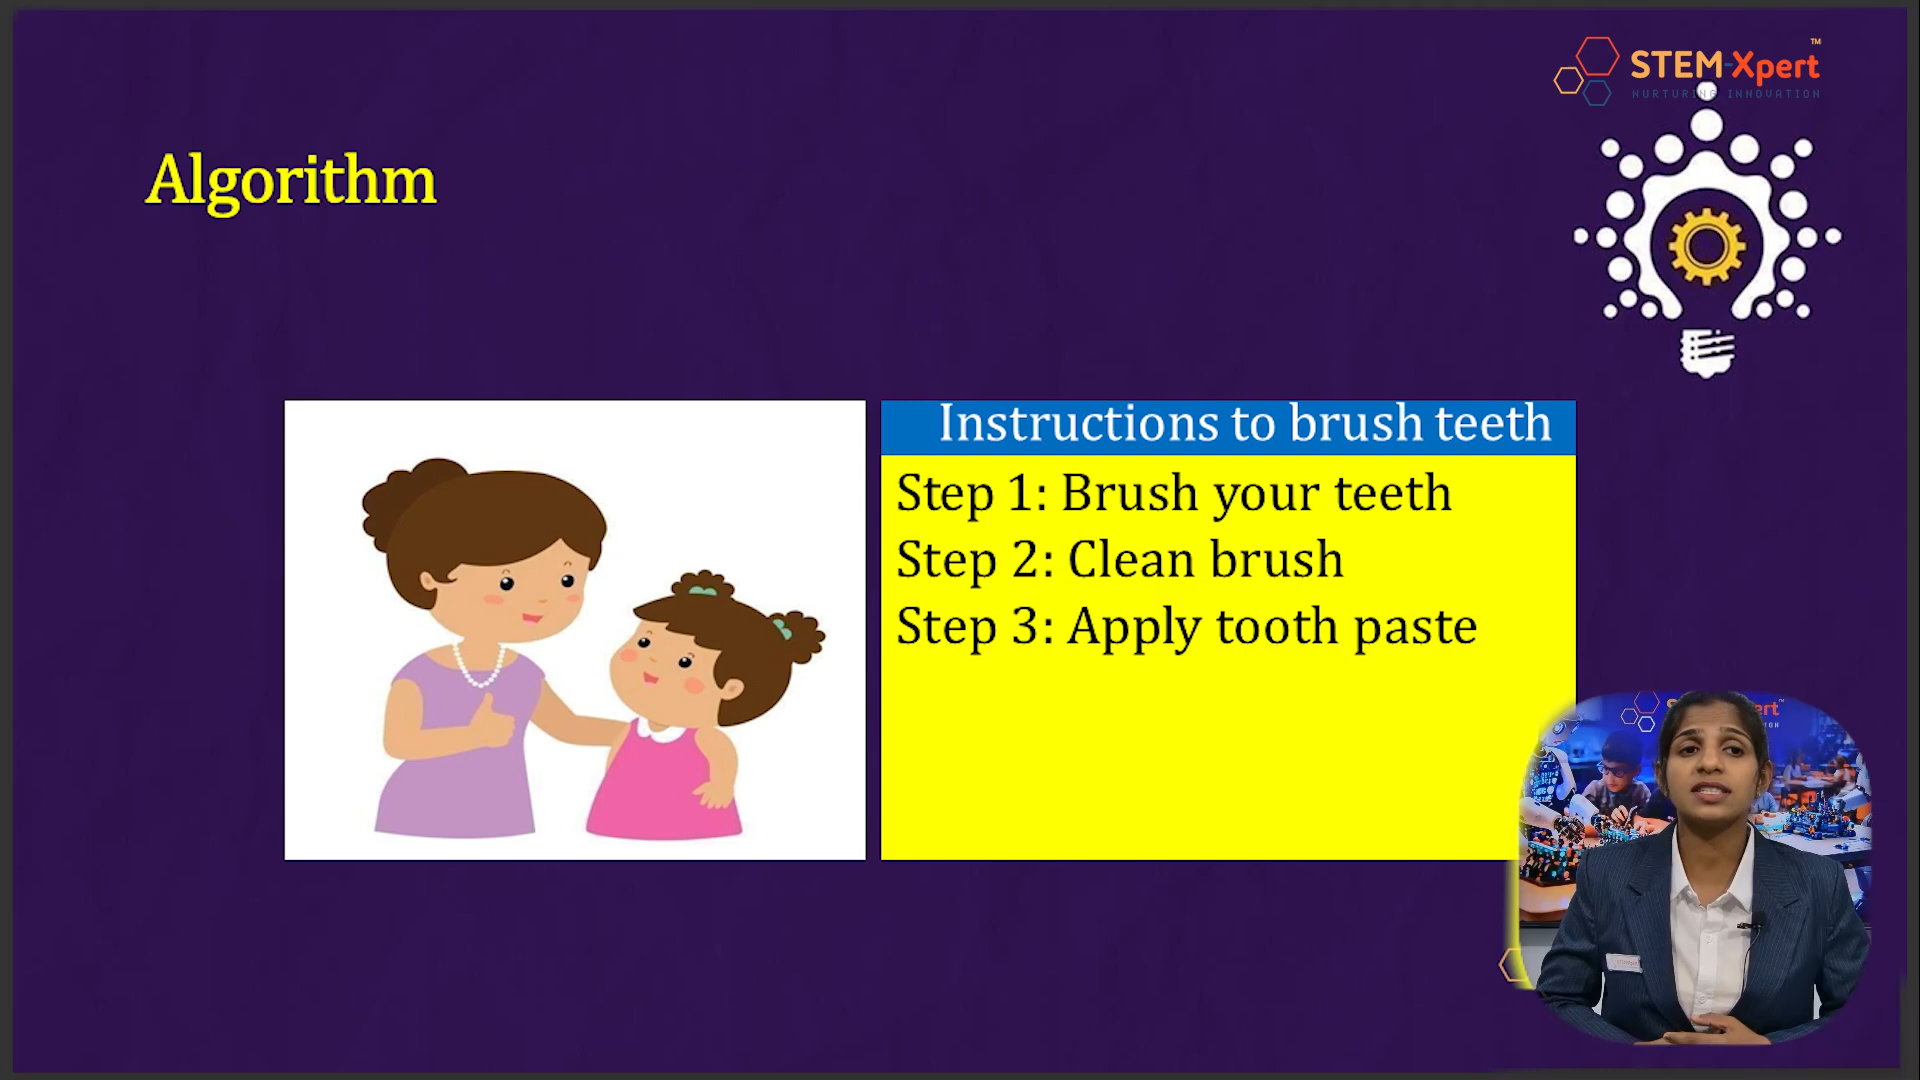 STEM-Xpert
TM
NURTURING INNOVATION
Algorithm
Instructions to brush teeth
Step 1: Brush your teeth
Step 2: Clean brush
Step 3: Apply tooth paste